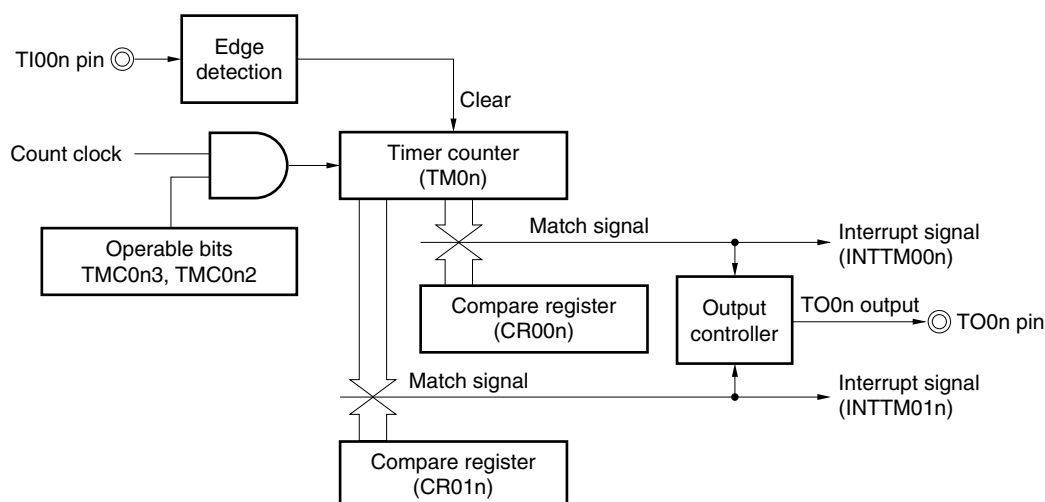 TI00n pin
Edge
detection
Clear
Count clock
Timer counter
(TM0n)
Operable bits
TMC0n3, TMC0n2
Match signal
Interrupt signal
(INTTM00n)
Compare register
(CR00n)
Output
controller
TO0n output
TO0n pin
Match signal
Interrupt signal
(INTTM01n)
Compare register
(CR01n)